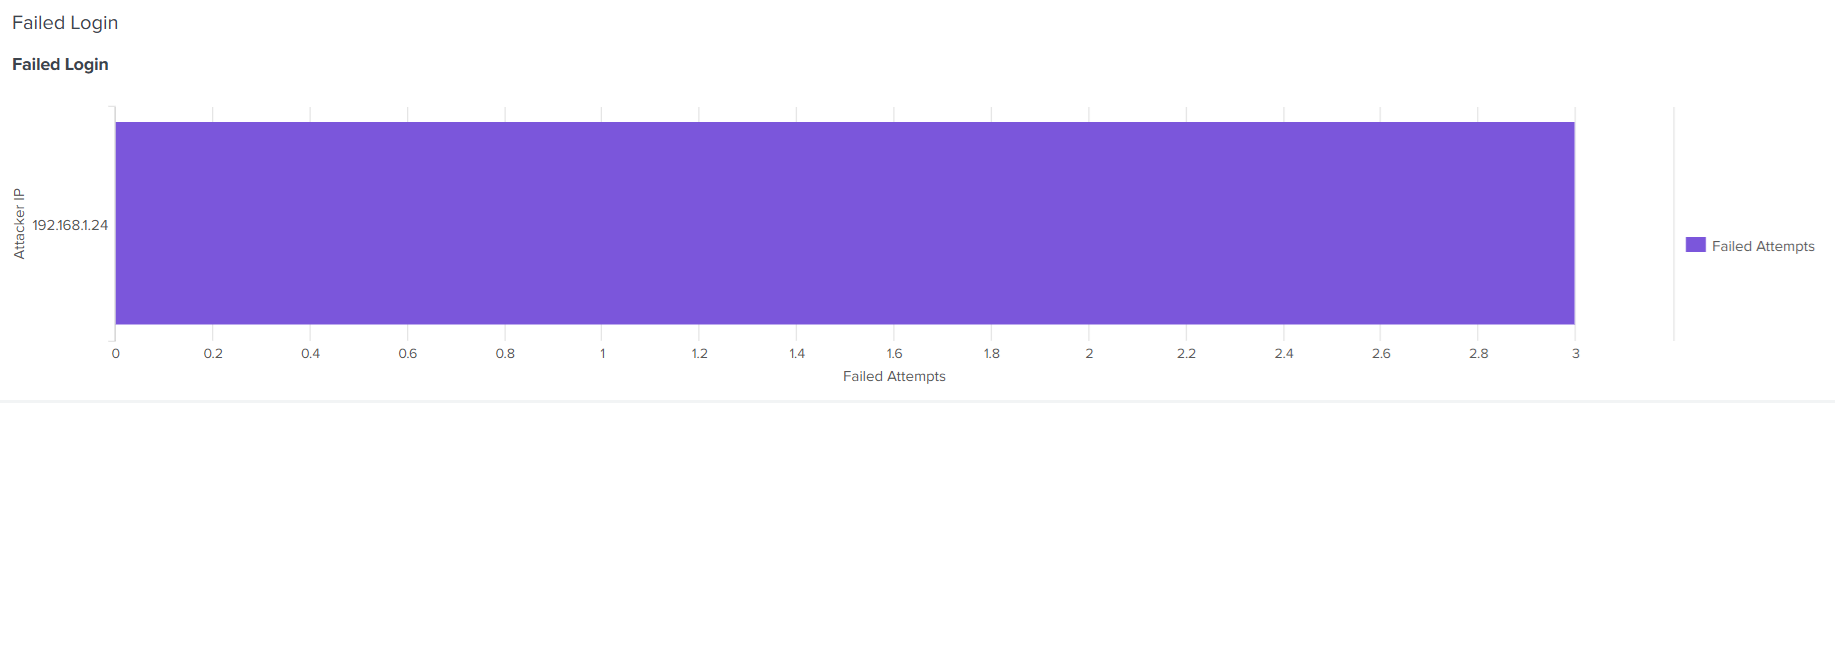 Failed Login
Failed Login
Attacker IP
192.168.1.24
0 0.2 0.4 0.6 0.8 1 1.2 1.4 1.6 1.8 2 2.2 2.4 2.6 2.8 3
Failed Attempts
Failed Attempts